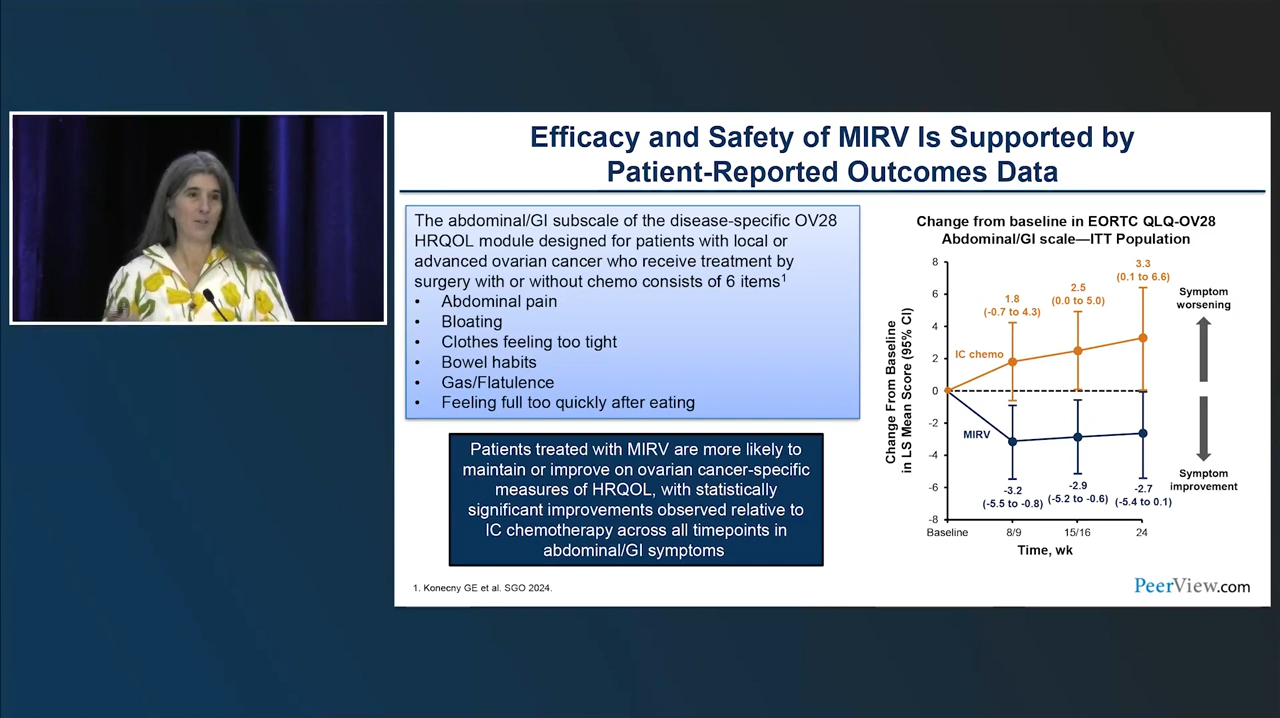 Efficacy and Safety of MIRV Is Supported by
Patient-Reported Outcomes Data
The abdominal/GI subscale of the disease-specific OV28
HRQOL module designed for patients with local or
advanced ovarian cancer who receive treatment by
surgery with or without chemo consists of 6 items1
• Abdominal pain
• Bloating
• Clothes feeling too tight
• Bowel habits
• Gas/Flatulence
• Feeling full too quickly after eating
Patients treated with MIRV are more likely to
maintain or improve on ovarian cancer-specific
measures of HRQOL, with statistically
significant improvements observed relative to
IC chemotherapy across all timepoints in
abdominal/GI symptoms
1. Konecny GE et al. SGO 2024.
Change from baseline in EORTC QLQ-OV28
Abdominal/GI scale—ITT Population
Change From Baseline
in LS Mean Score (95% CI)
8
6
4
2
0
-2
-4
-6
-8
1.8
(-0.7 to 4.3)
2.5
(0.0 to 5.0)
3.3
(0.1 to 6.6)
IC chemo
MIRV
-3.2
(-5.5 to -0.8)
-2.9
(-5.2 to -0.6)
-2.7
(-5.4 to 0.1)
Baseline
8/9
15/16
24
Time, wk
Symptom
worsening
Symptom
improvement
PeerView.com